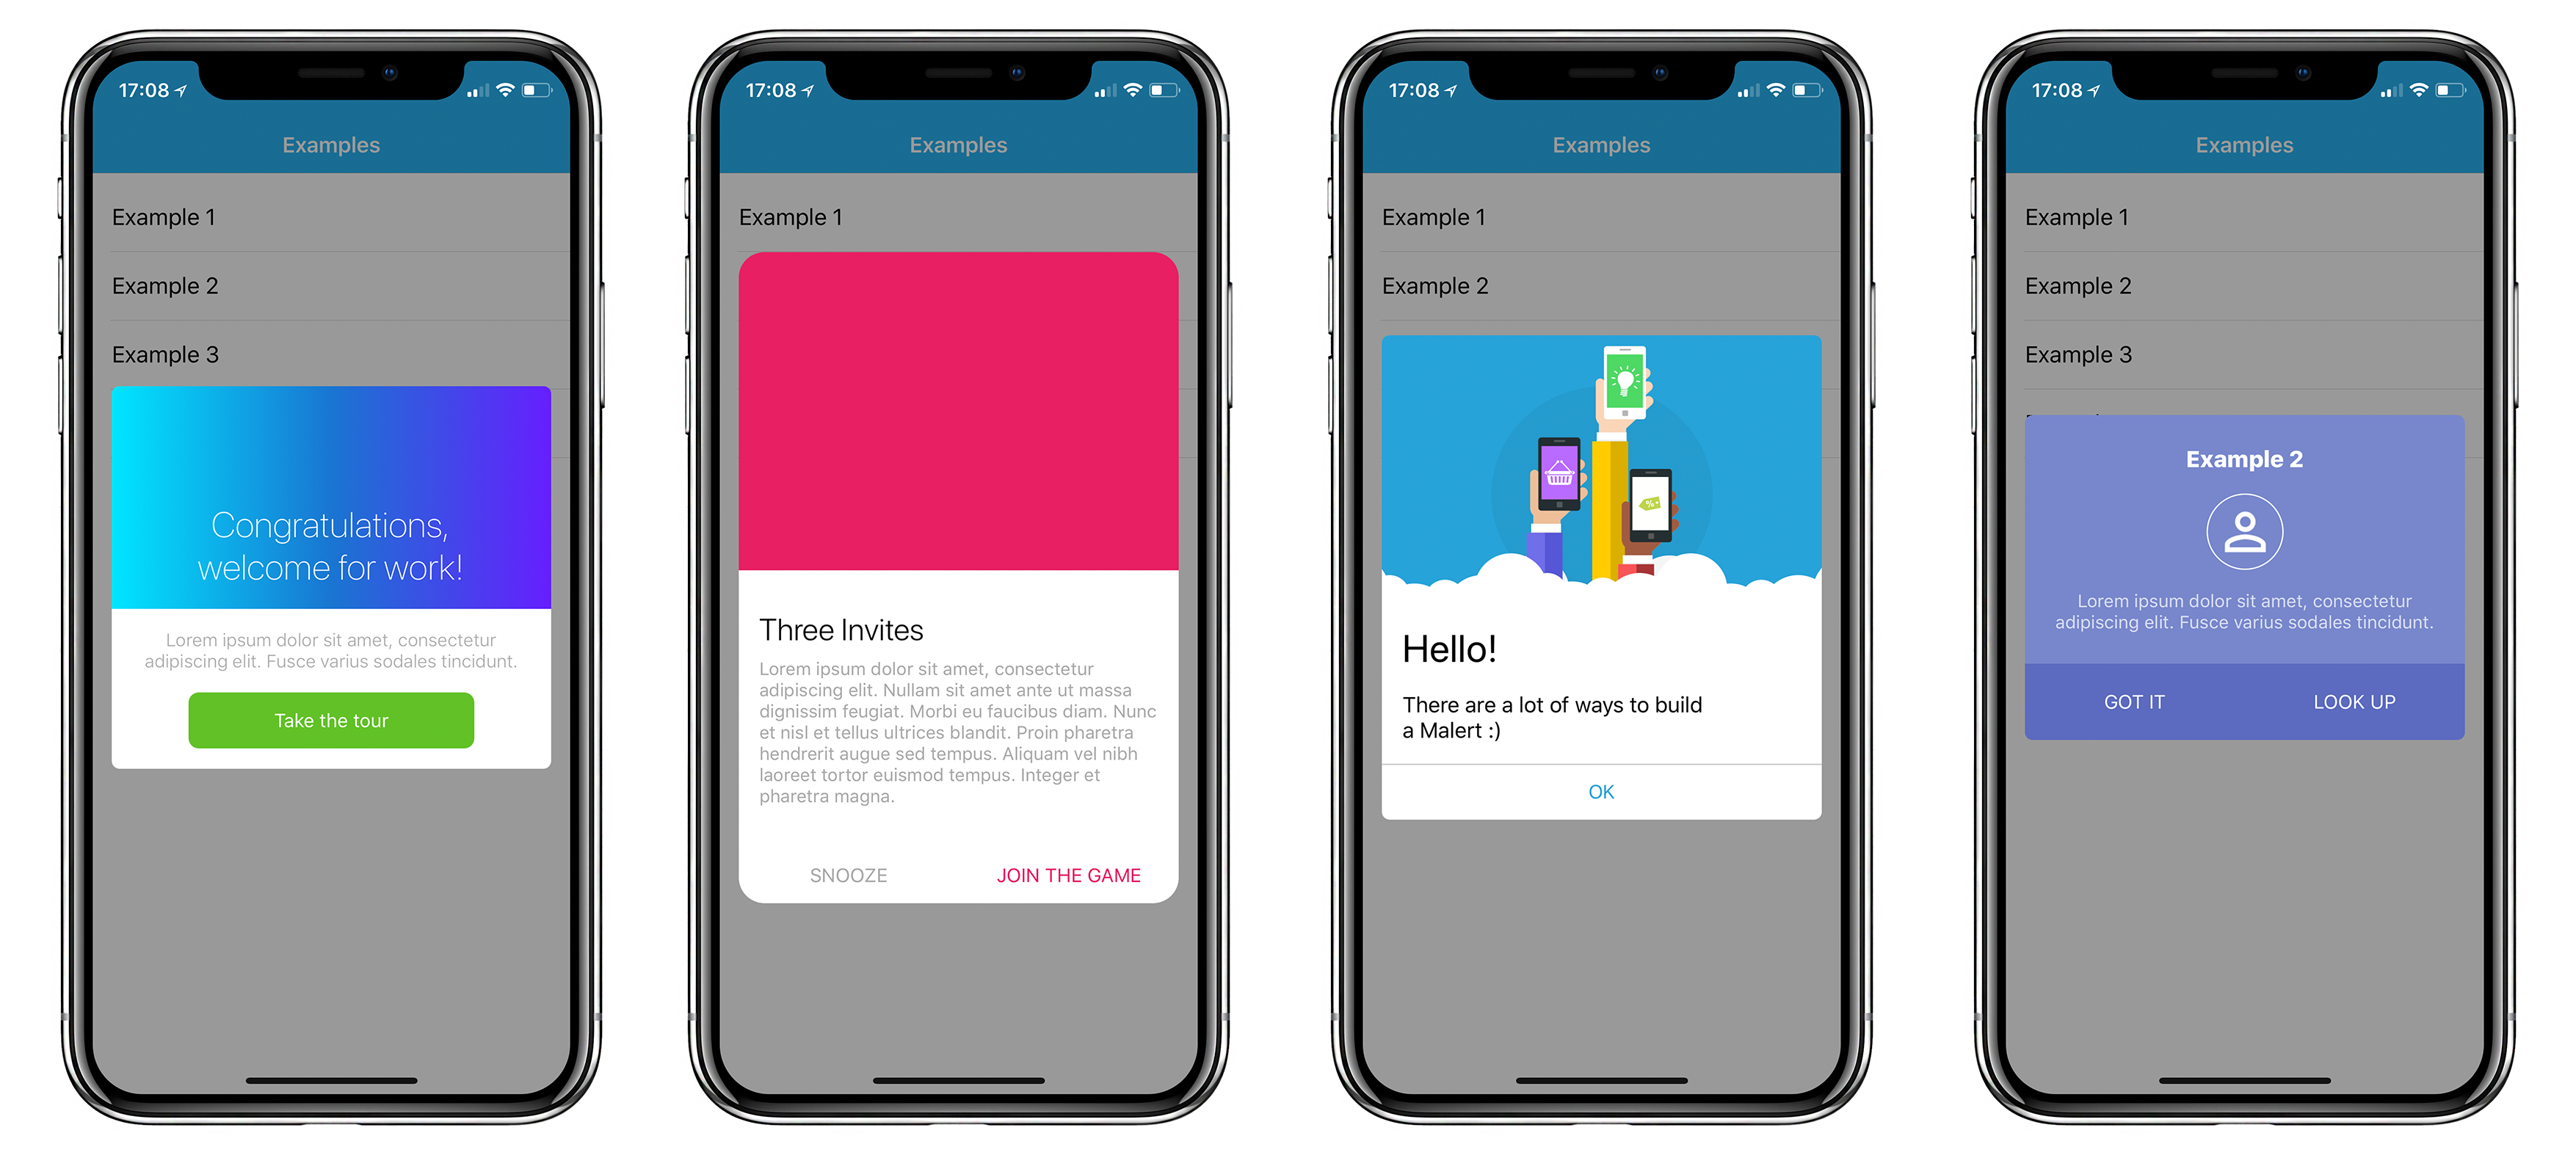 17:08
Examples
Example 1
Example 2
Example 3
Congratulations,
welcome for work!
Lorem ipsum dolor sit amet, consectetur
adipiscing elit. Fusce varius sodales tincidunt.
Take the tour
17:08
Examples
Example 1
Three Invites
Lorem ipsum dolor sit amet, consectetur
adipiscing elit. Nullam sit amet ante ut massa
dignissim feugiat. Morbi eu faucibus diam. Nunc
et nisl et tellus ultrices blandit. Proin pharetra
hendrerit augue sed tempus. Aliquam vel nibh
laoreet tortor euismod tempus. Integer et
pharetra magna.
SNOOZE JOIN THE GAME
17:08
Examples
Example 1
Example 2
%
Hello!
There are a lot of ways to build
a Malert :)
OK
17:08
Examples
Example 1
Example 2
Example 3
Example 2
Lorem ipsum dolor sit amet, consectetur
adipiscing elit. Fusce varius sodales tincidunt.
GOT IT LOOK UP